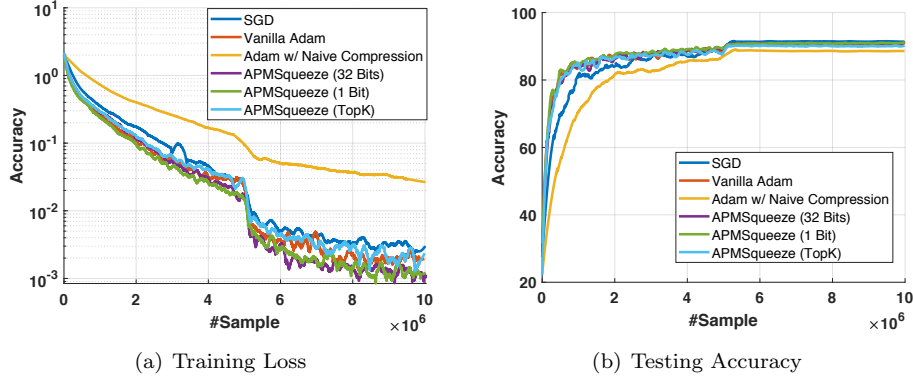 SGD
Vanilla Adam
Adam w/ Naive Compression
APMSqueeze (32 Bits)
APMSqueeze (1 Bit)
APMSqueeze (TopK)
10^1
10^0
10^-1
10^-2
10^-3
Accuracy
0 2 4 6 8 10
#Sample
×10^6
(a) Training Loss
100
80
60
40
20
Accuracy
SGD
Vanilla Adam
Adam w/ Naive Compression
APMSqueeze (32 Bits)
APMSqueeze (1 Bit)
APMSqueeze (TopK)
0 2 4 6 8 10
#Sample
×10^6
(b) Testing Accuracy